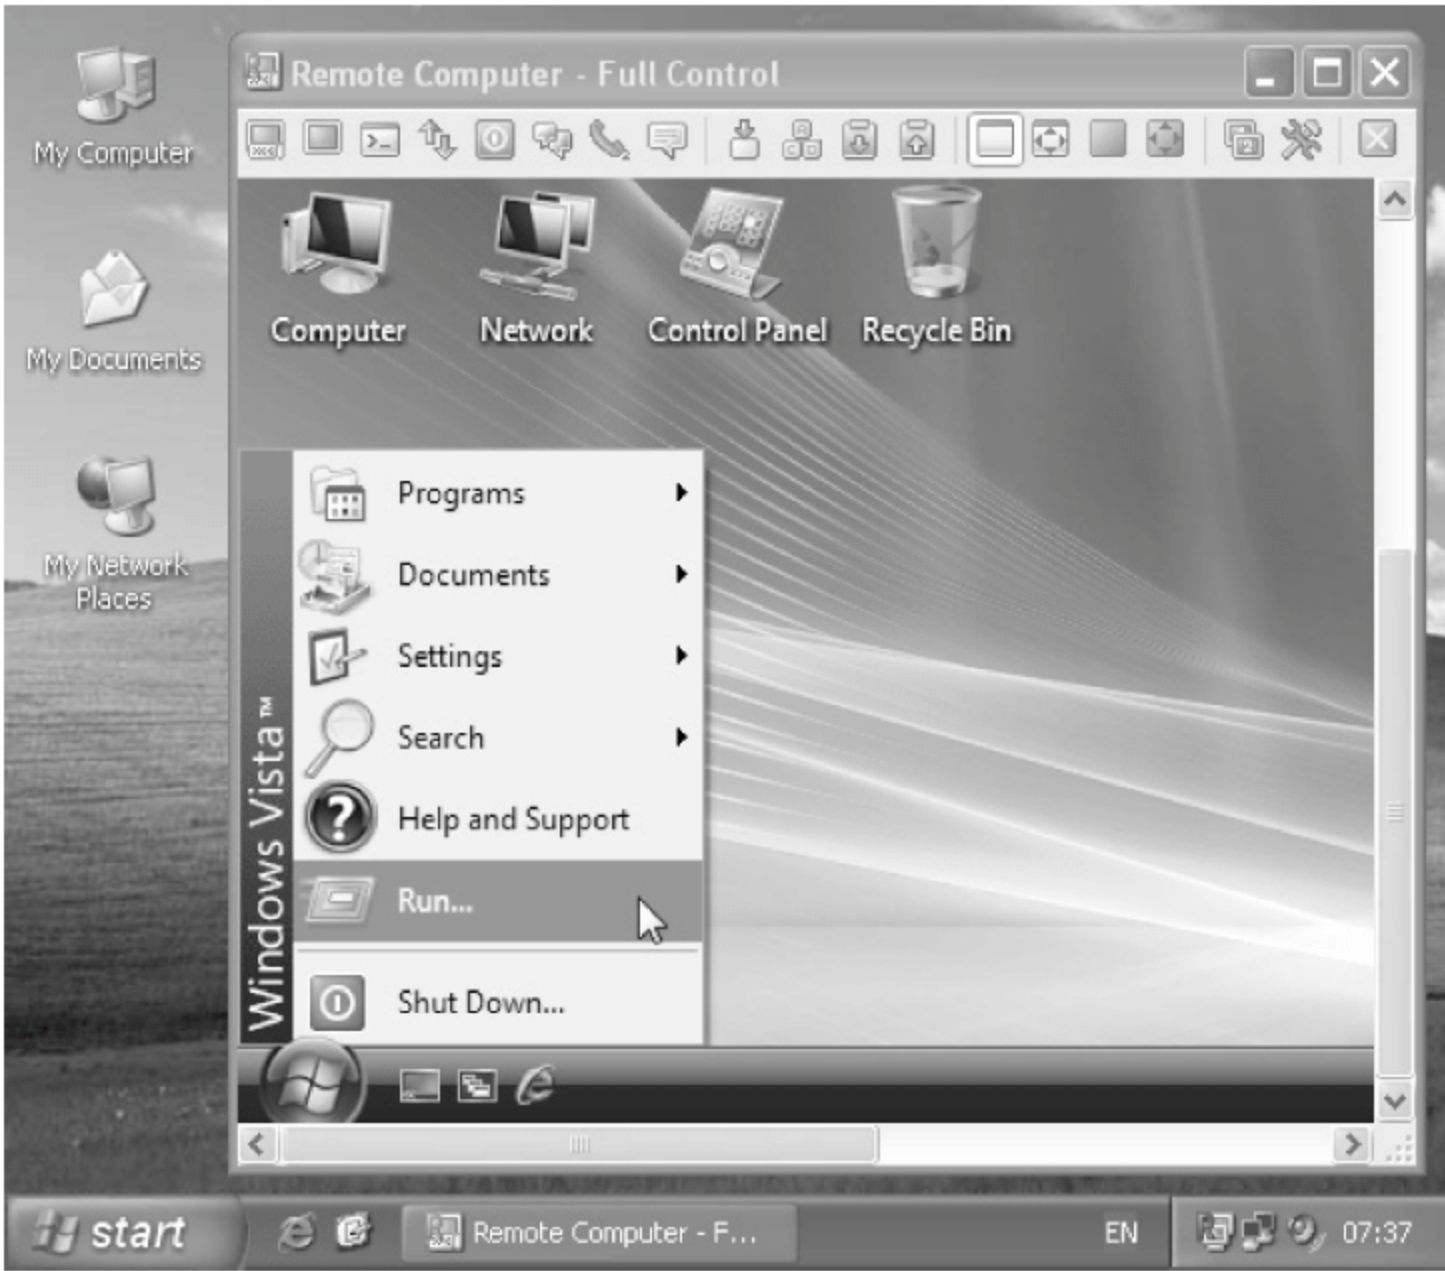 Remote Computer - Full Control
My Computer
My Documents
My Network
Places
Computer
Network
Control Panel
Recycle Bin
Programs
Documents
Settings
Search
Help and Support
Run...
Shut Down...
Windows Vista™
start
Remote Computer - F...
EN
07:37